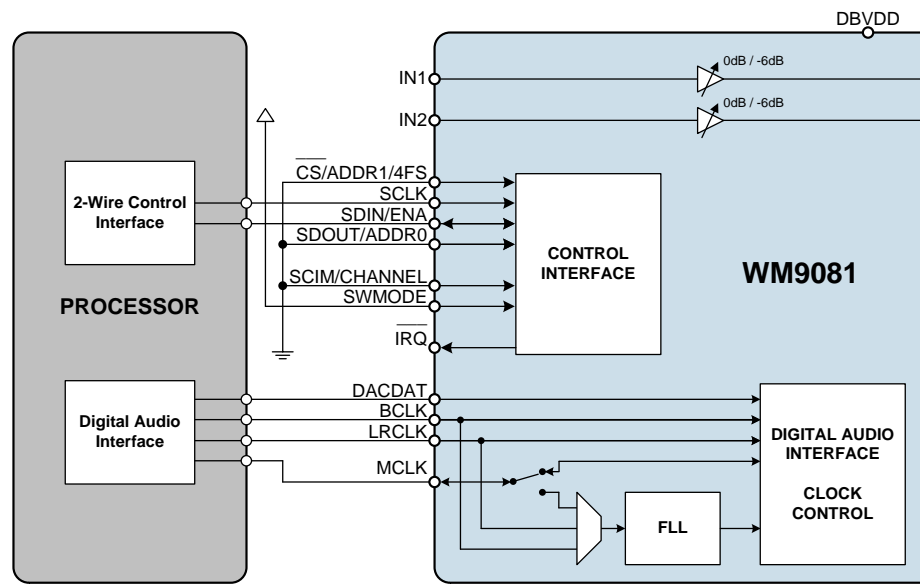 DBVDD
IN1
0dB / -6dB
IN2
0dB / -6dB
CS/ADDR1/4FS
SCLK
SDIN/ENA
SDOUT/ADDR0
SCIM/CHANNEL
SWMODE
IRQ
2-Wire Control
Interface
PROCESSOR
CONTROL
INTERFACE
WM9081
Digital Audio
Interface
DACDAT
BCLK
LRCLK
MCLK
FLL
DIGITAL AUDIO
INTERFACE
CLOCK
CONTROL